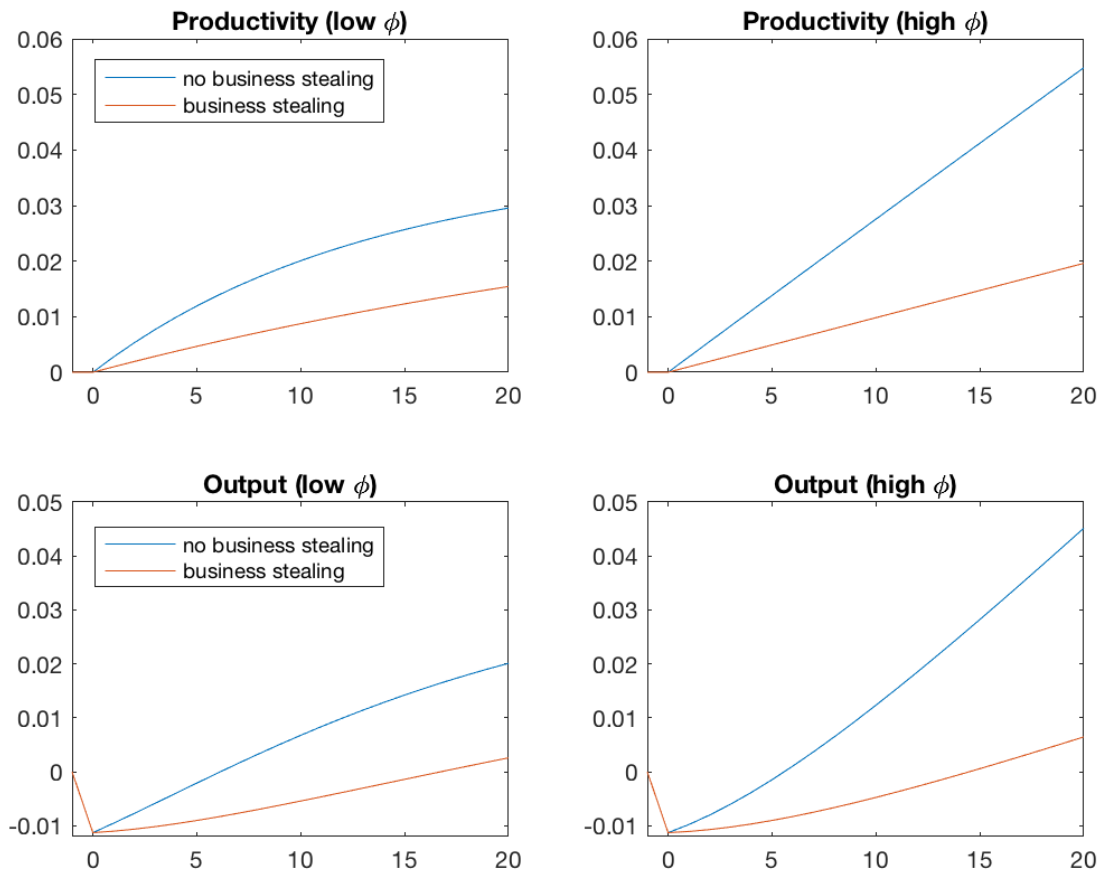 Productivity (low ϕ)
0.06
0.05
0.04
0.03
0.02
0.01
0
no business stealing
business stealing
0 5 10 15 20
Productivity (high ϕ)
0.06
0.05
0.04
0.03
0.02
0.01
0
0 5 10 15 20
Output (low ϕ)
0.05
0.04
0.03
0.02
0.01
0
-0.01
no business stealing
business stealing
0 5 10 15 20
Output (high ϕ)
0.05
0.04
0.03
0.02
0.01
0
-0.01
0 5 10 15 20